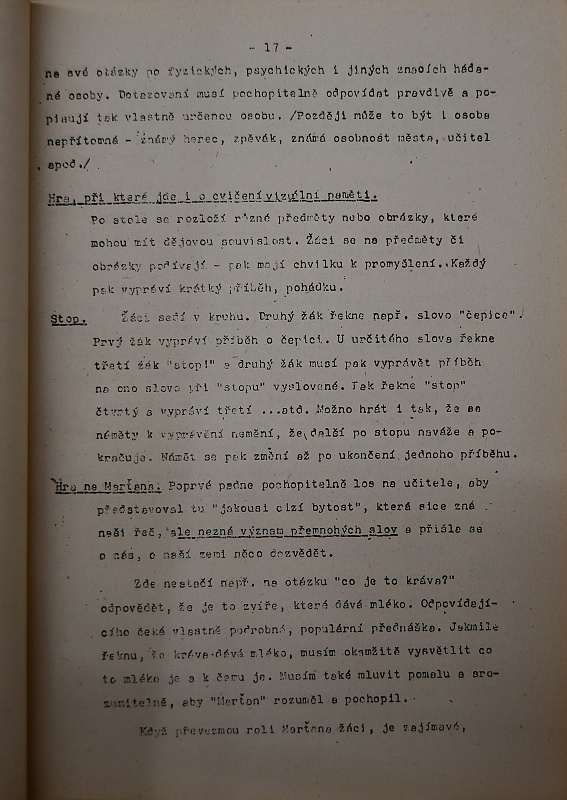 - 17 -
na své otázky po fyzických, psychických i jiných znacích háda-
né osoby. Dotazovaní musí pochopitelně odpovídat pravdivě a po-
pisují tak vlastně určenou osobu. /Později může to být i osoba
nepřítomná - známý herec, zpěvák, známá osobnost města, učitel
apod./
Hra, při které jde i o cvičení vizuální paměti.
Po stole se rozloží různé předměty nebo obrázky, které
mohou mít dějovou souvislost. Žáci se na předměty či
obrázky podívají - pak mají chvilku k promyšlení. Každý
pak vypráví krátký příběh, pohádku.
Stop. Žáci sedí v kruhu. Druhý žák řekne např. slovo "čepice".
Prvý žák vypráví příběh o čepici. U určitého slova řekne
třetí žák "stop!" a druhý žák musí pak vyprávět příběh
na ono slovo při "stopu" vyslovené. Pak řekne "stop"
čtvrtý a vypráví třetí ...atd. Možno hrát i tak, že se
náměty k vyprávění nemění, že další po stopu naváže a po-
kračuje. Námět se pak změní až po ukončení jednoho příběhu.
Hra na Marťana. Poprvé padne pochopitelně los na učitele, aby
představoval tu "jakousi cizí bytost", která sice zná
naši řeč, ale nezná význam přemnohých slov a přišla se
o nás, o naší zemi něco dozvědět.
Zde nestačí např. na otázku "co je to kráva?"
odpovědět, že je to zvíře, které dává mléko. Odpovídají-
cího čeká vlastně podrobná, populární přednáška. Jakmile
řeknu, že kráva dává mléko, musím okamžitě vysvětlit co
to mléko je a k čemu je. Musím také mluvit pomalu a sro-
zumitelně, aby "Marťan" rozuměl a pochopil.
Když převezmou roli Marťana žáci, je zajímavé,